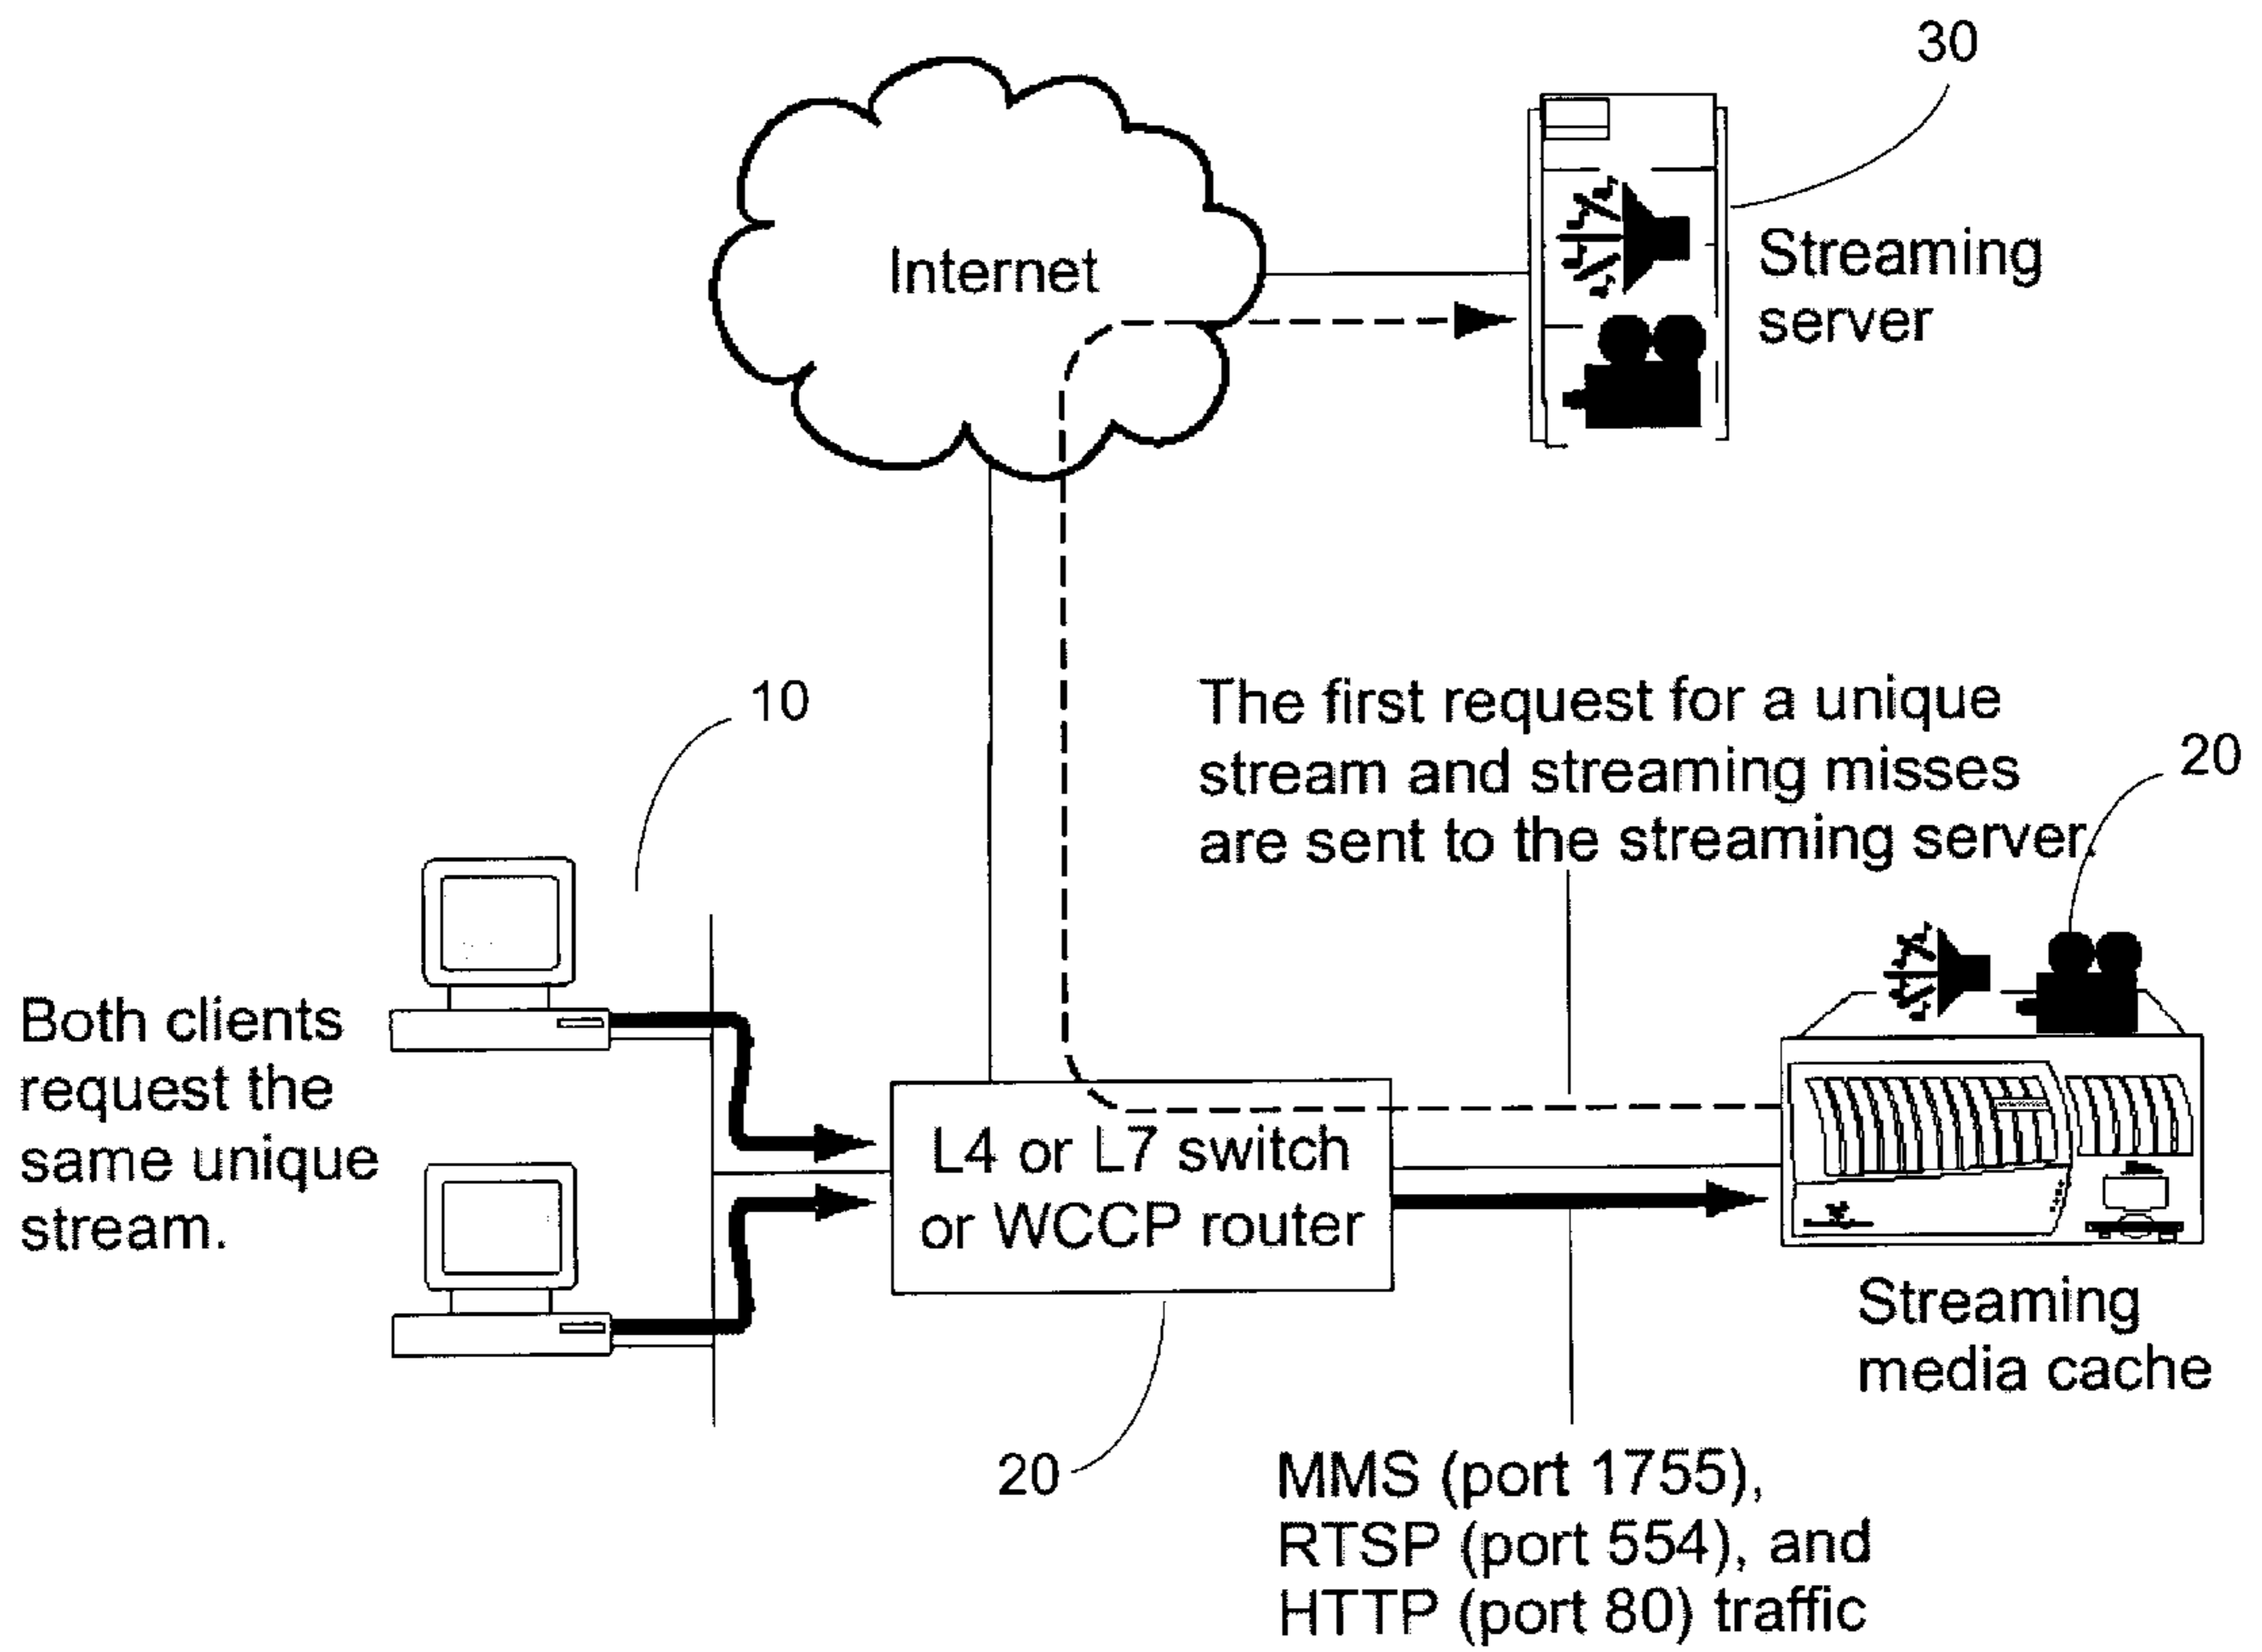 30
Internet
Streaming
server
10
The first request for a unique
stream and streaming misses
are sent to the streaming server.
20
Both clients
request the
same unique
stream.
L4 or L7 switch
or WCCP router
Streaming
media cache
20
MMS (port 1755),
RTSP (port 554), and
HTTP (port 80) traffic